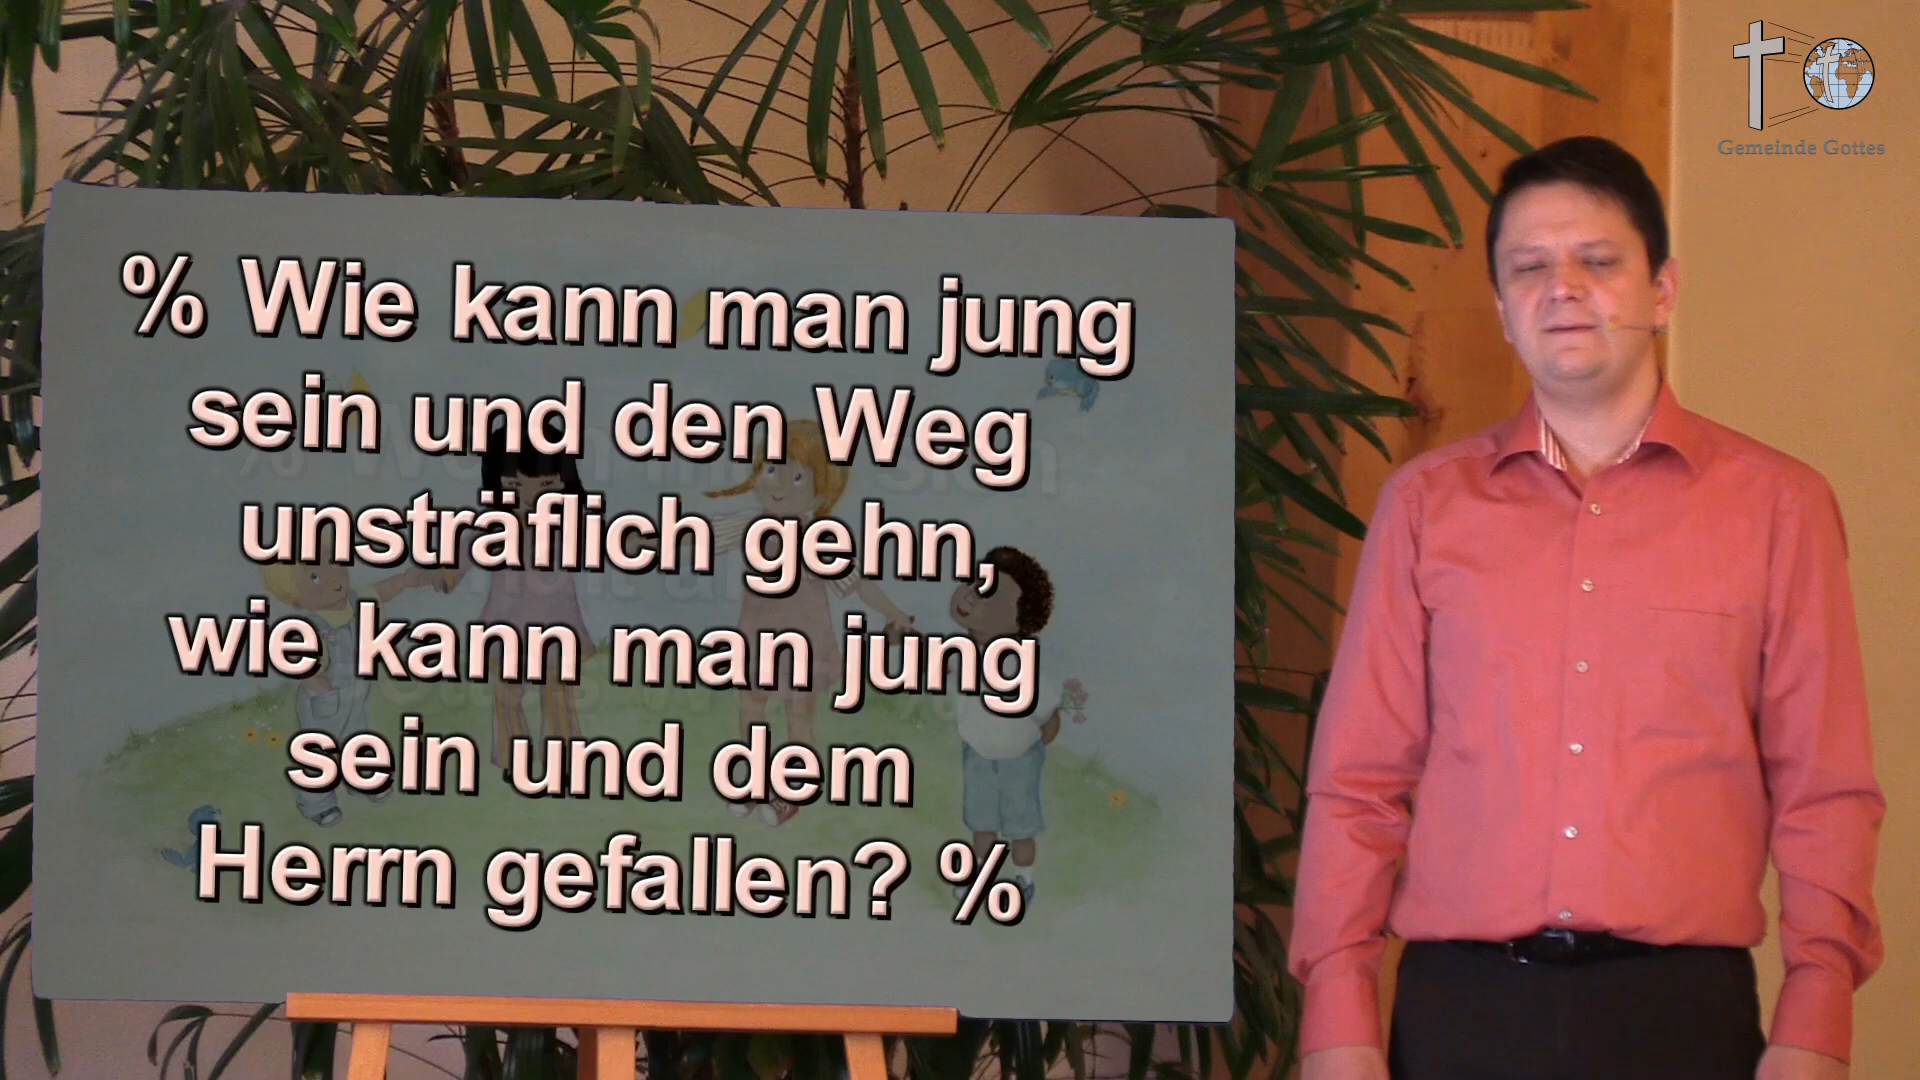 Gemeinde Gottes
% Wie kann man jung
sein und den Weg
unsträflich gehn,
wie kann man jung
sein und dem
Herrn gefallen? %